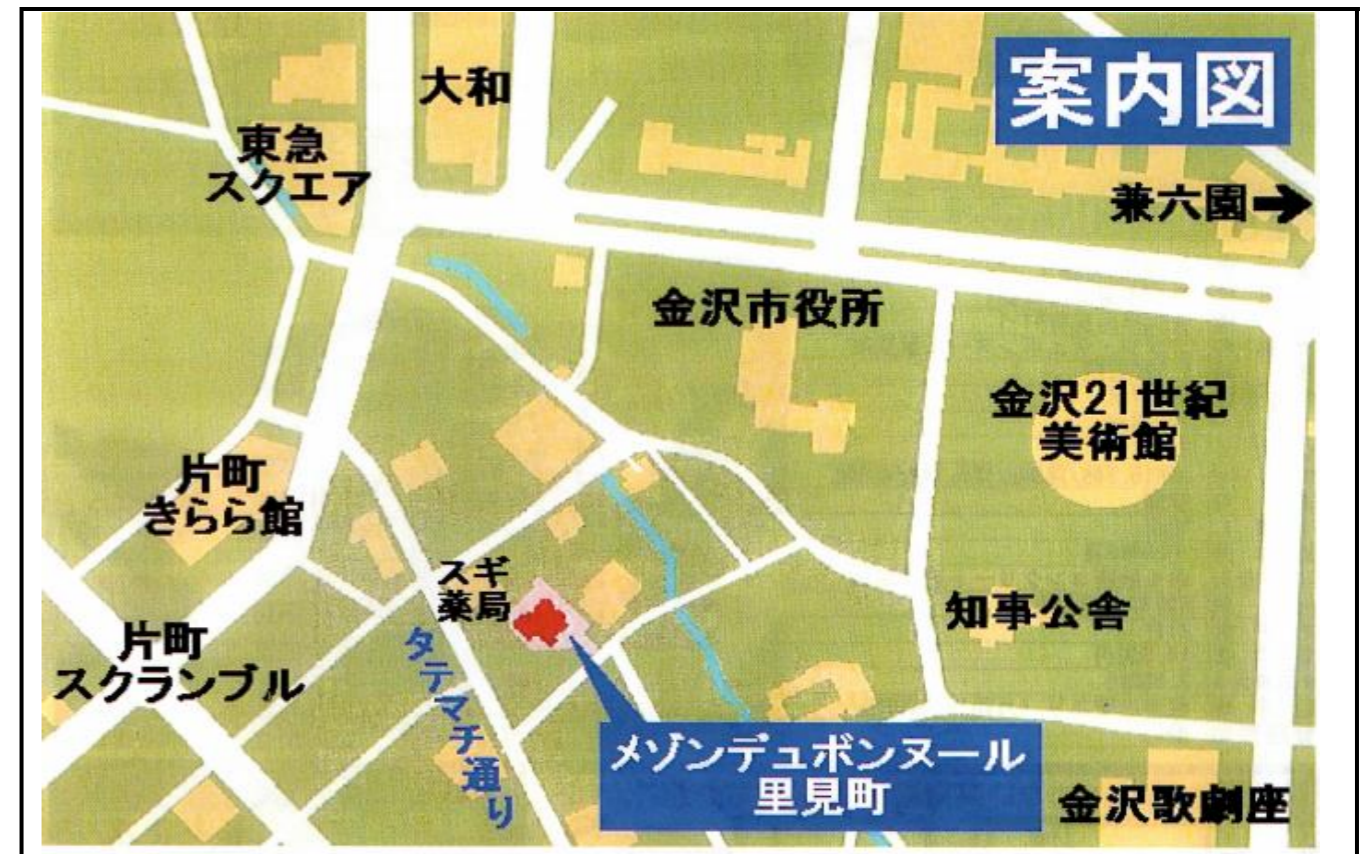 案内図
大和
東急
スクエア
兼六園→
金沢市役所
金沢21世紀
美術館
片町
きらら館
スギ
薬局
知事公舎
片町
スクランブル
タテマチ通り
メゾンデュボンヌール
里見町
金沢歌劇座